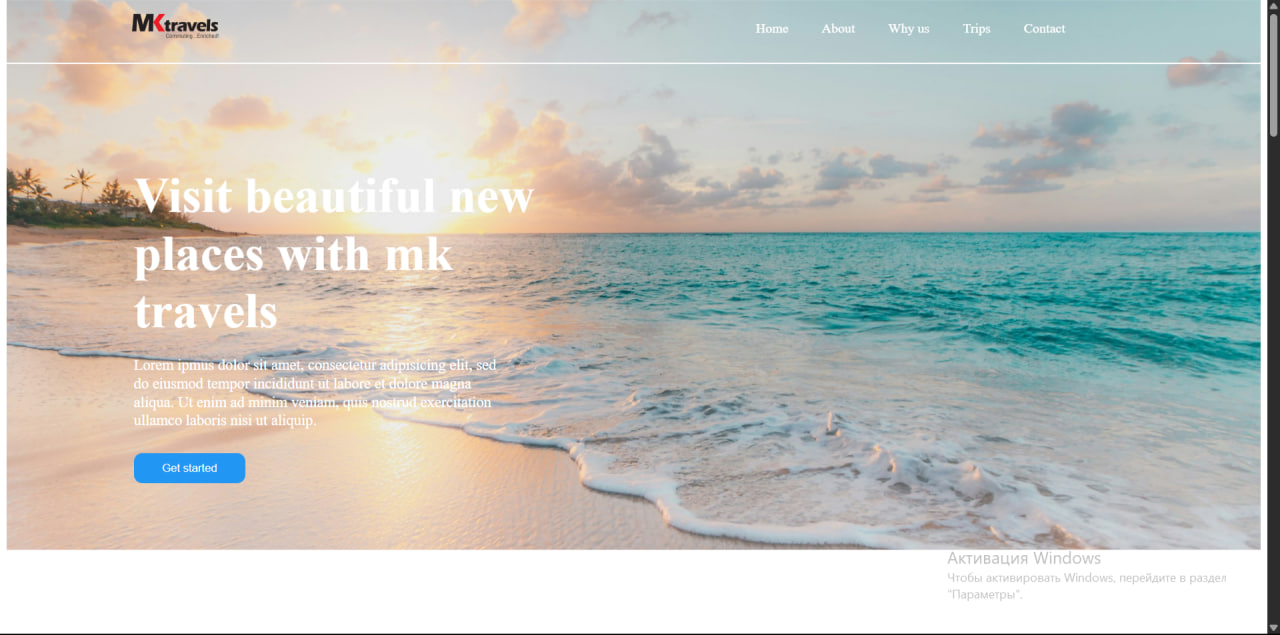 MKtravels
Commuting...Enriched!
Home About Why us Trips Contact
Visit beautiful new
places with mk
travels
Lorem ipmus dolor sit amet, consectetur adipisicing elit, sed
do eiusmod tempor incididunt ut labore et dolore magna
aliqua. Ut enim ad minim veniam, quis nostrud exercitation
ullamco laboris nisi ut aliquip.
Get started
Активация Windows
Чтобы активировать Windows, перейдите в раздел
"Параметры".